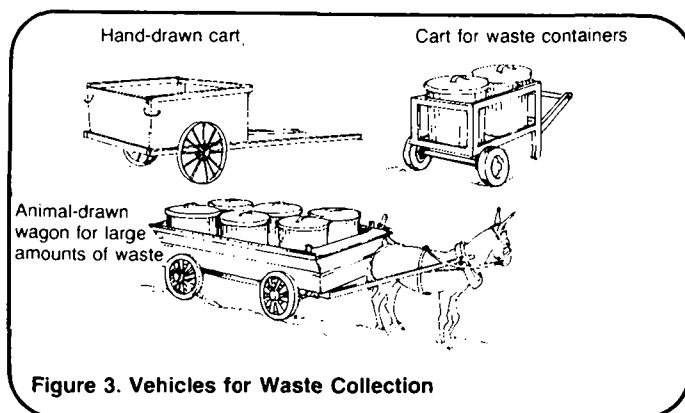 Hand-drawn cart
Cart for waste containers
Animal-drawn
wagon for large
amounts of waste
Figure 3. Vehicles for Waste Collection